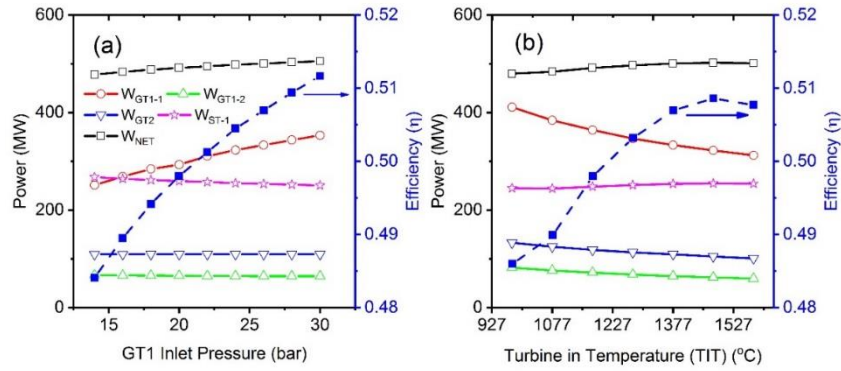 (a)
W_GT1-1
W_GT1-2
W_GT2
W_ST-1
W_NET
Power (MW)
600
400
200
0
15
20
25
30
GT1 Inlet Pressure (bar)
0.52
0.51
0.50
0.49
0.48
Efficiency (η)
(b)
Power (MW)
600
400
200
0
927
1077
1227
1377
1527
Turbine in Temperature (TIT) (°C)
0.52
0.51
0.50
0.49
0.48
Efficiency (η)